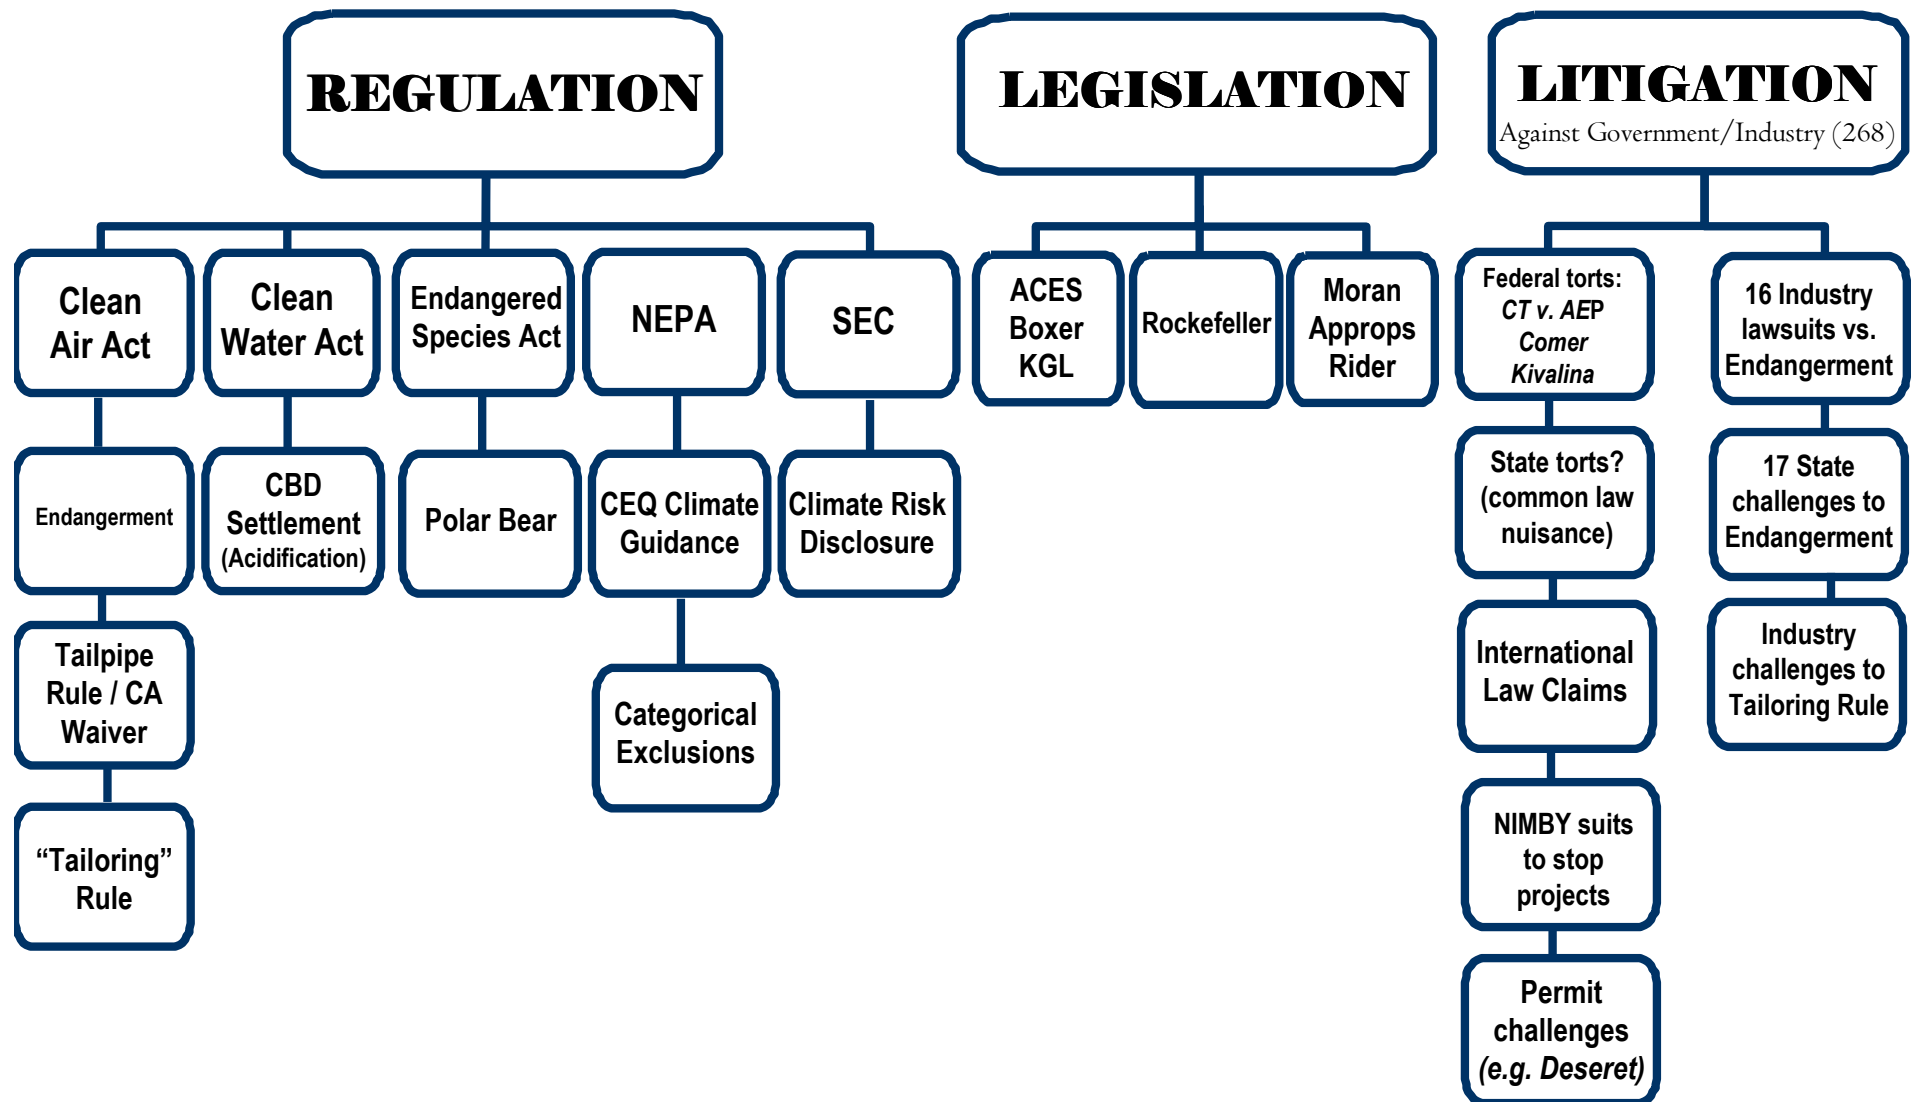 REGULATION
Clean
Air Act
Endangerment
Tailpipe
Rule / CA
Waiver
“Tailoring”
Rule
Clean
Water Act
CBD
Settlement
(Acidification)
Endangered
Species Act
Polar Bear
NEPA
CEQ Climate
Guidance
Categorical
Exclusions
SEC
Climate Risk
Disclosure
LEGISLATION
ACES
Boxer
KGL
Rockefeller
Moran
Approps
Rider
LITIGATION
Against Government/Industry (268)
Federal torts:
CT v. AEP
Comer
Kivalina
State torts?
(common law
nuisance)
International
Law Claims
NIMBY suits
to stop
projects
Permit
challenges
(e.g. Deseret)
16 Industry
lawsuits vs.
Endangerment
17 State
challenges to
Endangerment
Industry
challenges to
Tailoring Rule